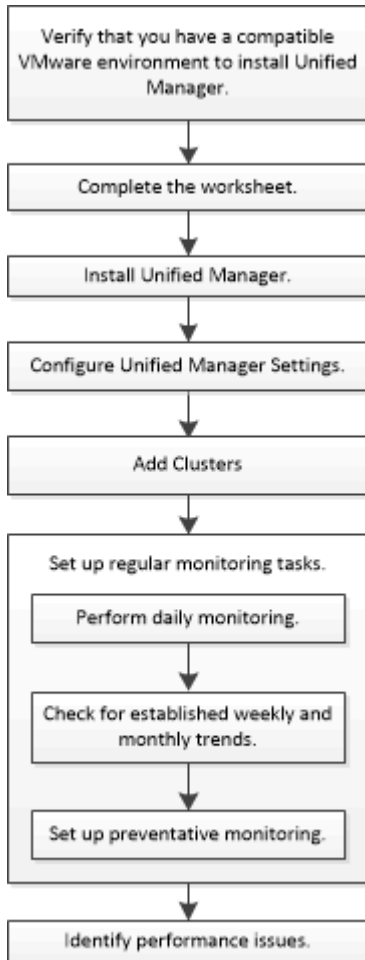 Verify that you have a compatible
VMware environment to install Unified
Manager.
Complete the worksheet.
Install Unified Manager.
Configure Unified Manager Settings.
Add Clusters
Set up regular monitoring tasks.
Perform daily monitoring.
Check for established weekly and
monthly trends.
Set up preventative monitoring.
Identify performance issues.